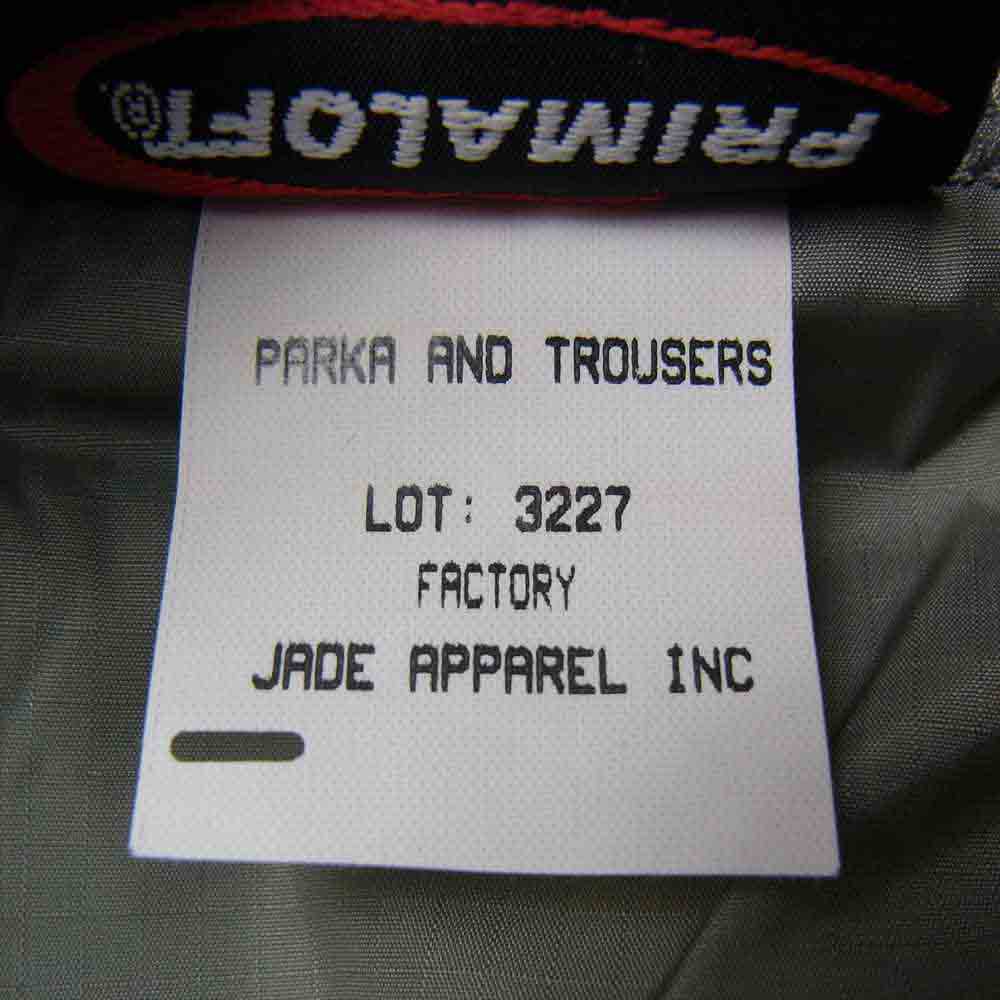 PRIMALOFT®
PARKA AND TROUSERS
LOT: 3227
FACTORY
JADE APPAREL INC